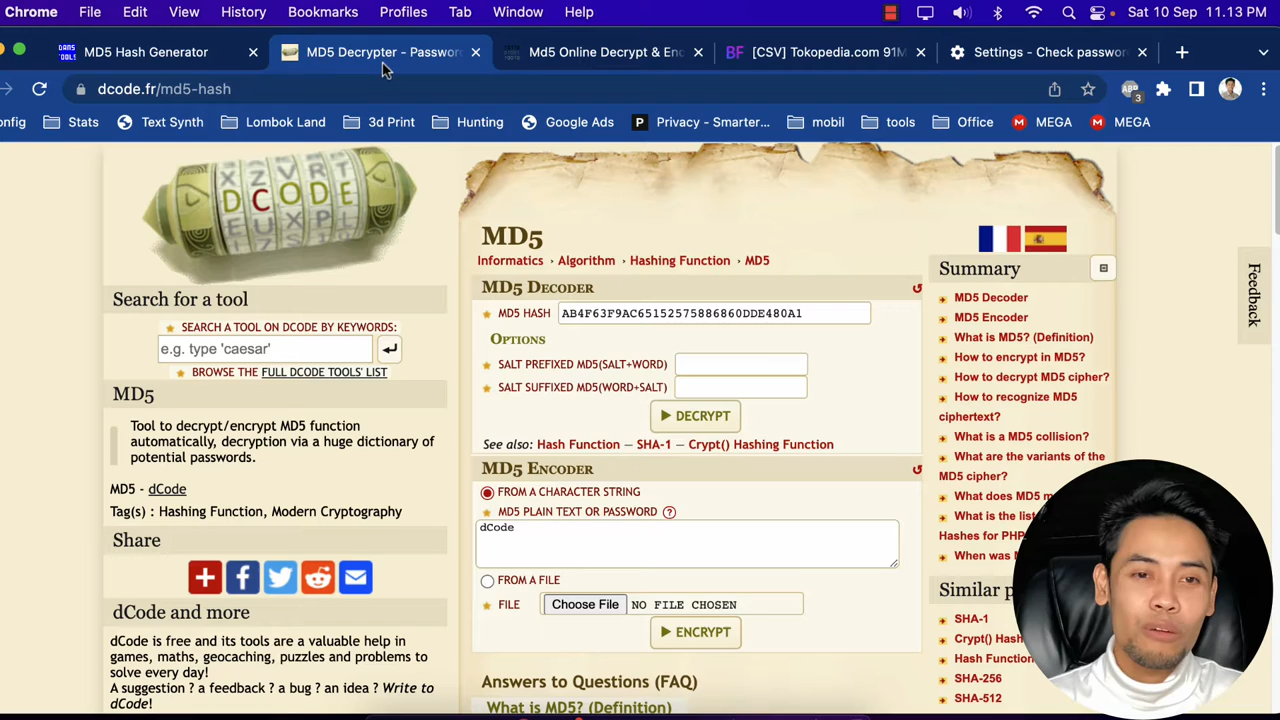 Chrome File Edit View History Bookmarks Profiles Tab Window Help Sat 10 Sep 11.13 PM
MD5 Hash Generator MD5 Decrypter - Passwor Md5 Online Decrypt & En BF [CSV] Tokopedia.com 91M Settings - Check passwor
dcode.fr/md5-hash 3
onfig Stats Text Synth Lombok Land 3d Print Hunting Google Ads P Privacy - Smarter... mobil tools Office MEGA MEGA
DCODE
Search for a tool
SEARCH A TOOL ON DCODE BY KEYWORDS:
e.g. type 'caesar'
BROWSE THE FULL DCODE TOOLS' LIST
MD5
Tool to decrypt/encrypt MD5 function
automatically, decryption via a huge dictionary of
potential passwords.
MD5 - dCode
Tag(s) : Hashing Function, Modern Cryptography
Share
dCode and more
dCode is free and its tools are a valuable help in
games, maths, geocaching, puzzles and problems to
solve every day!
A suggestion ? a feedback ? a bug ? an idea ? Write to
dCode!
MD5
Informatics › Algorithm › Hashing Function › MD5
MD5 DECODER
MD5 HASH AB4F63F9AC65152575886860DDE480A1
OPTIONS
SALT PREFIXED MD5(SALT+WORD)
SALT SUFFIXED MD5(WORD+SALT)
DECRYPT
See also: Hash Function — SHA-1 — Crypt() Hashing Function
MD5 ENCODER
FROM A CHARACTER STRING
MD5 PLAIN TEXT OR PASSWORD ?
dCode
FROM A FILE
FILE Choose File NO FILE CHOSEN
ENCRYPT
Answers to Questions (FAQ)
What is MD5? (Definition)
Summary
MD5 Decoder
MD5 Encoder
What is MD5? (Definition)
How to encrypt in MD5?
How to decrypt MD5 cipher?
How to recognize MD5
ciphertext?
What is a MD5 collision?
What are the variants of the
MD5 cipher?
What does MD5 m
What is the list
Hashes for PHP
When was
Similar p
SHA-1
Crypt() Hash
Hash Function
SHA-256
SHA-512
Feedback